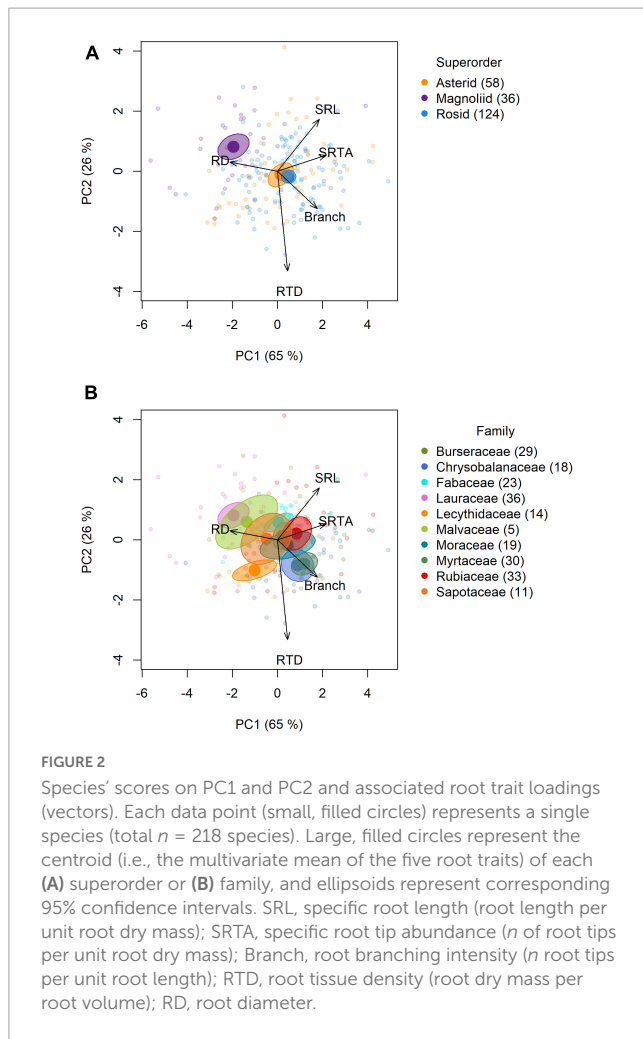 A
Superorder
Asterid (58)
Magnoliid (36)
Rosid (124)
4
2
0
-2
-4
PC2 (26 %)
SRL
SRTA
RD
Branch
RTD
-6 -4 -2 0 2 4
PC1 (65 %)
B
Family
Burseraceae (29)
Chrysobalanaceae (18)
Fabaceae (23)
Lauraceae (36)
Lecythidaceae (14)
Malvaceae (5)
Moraceae (19)
Myrtaceae (30)
Rubiaceae (33)
Sapotaceae (11)
4
2
0
-2
-4
PC2 (26 %)
SRL
SRTA
RD
Branch
RTD
-6 -4 -2 0 2 4
PC1 (65 %)
FIGURE 2
Species' scores on PC1 and PC2 and associated root trait loadings
(vectors). Each data point (small, filled circles) represents a single
species (total n = 218 species). Large, filled circles represent the
centroid (i.e., the multivariate mean of the five root traits) of each
(A) superorder or (B) family, and ellipsoids represent corresponding
95% confidence intervals. SRL, specific root length (root length per
unit root dry mass); SRTA, specific root tip abundance (n of root tips
per unit root dry mass); Branch, root branching intensity (n root tips
per unit root length); RTD, root tissue density (root dry mass per
root volume); RD, root diameter.